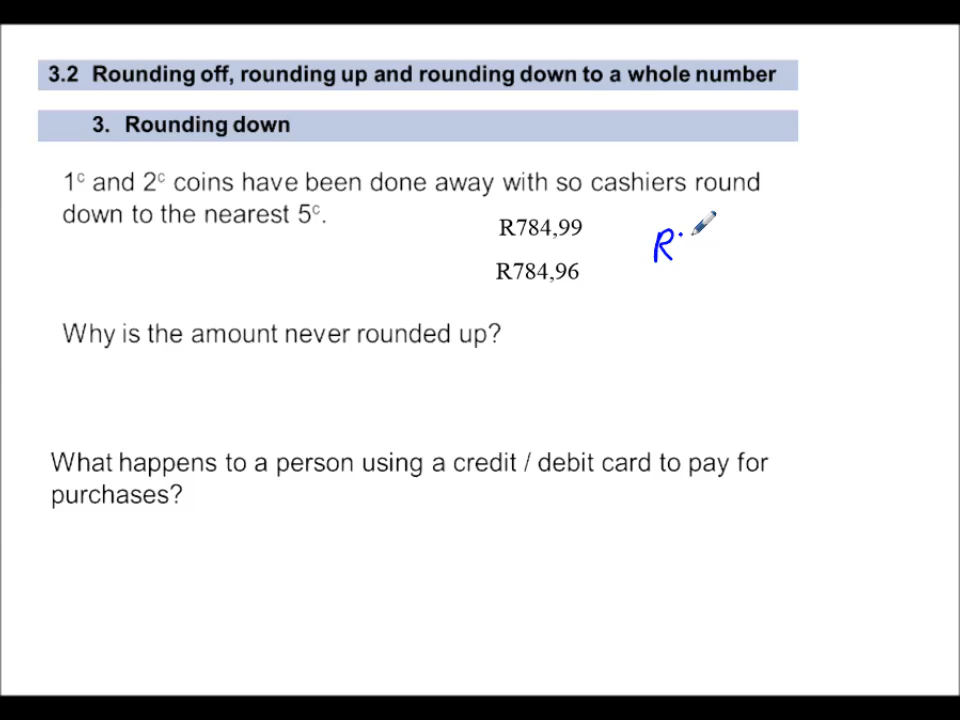 3.2 Rounding off, rounding up and rounding down to a whole number
3. Rounding down
1c and 2c coins have been done away with so cashiers round
down to the nearest 5c.
R784,99
R
R784,96
Why is the amount never rounded up?
What happens to a person using a credit / debit card to pay for
purchases?